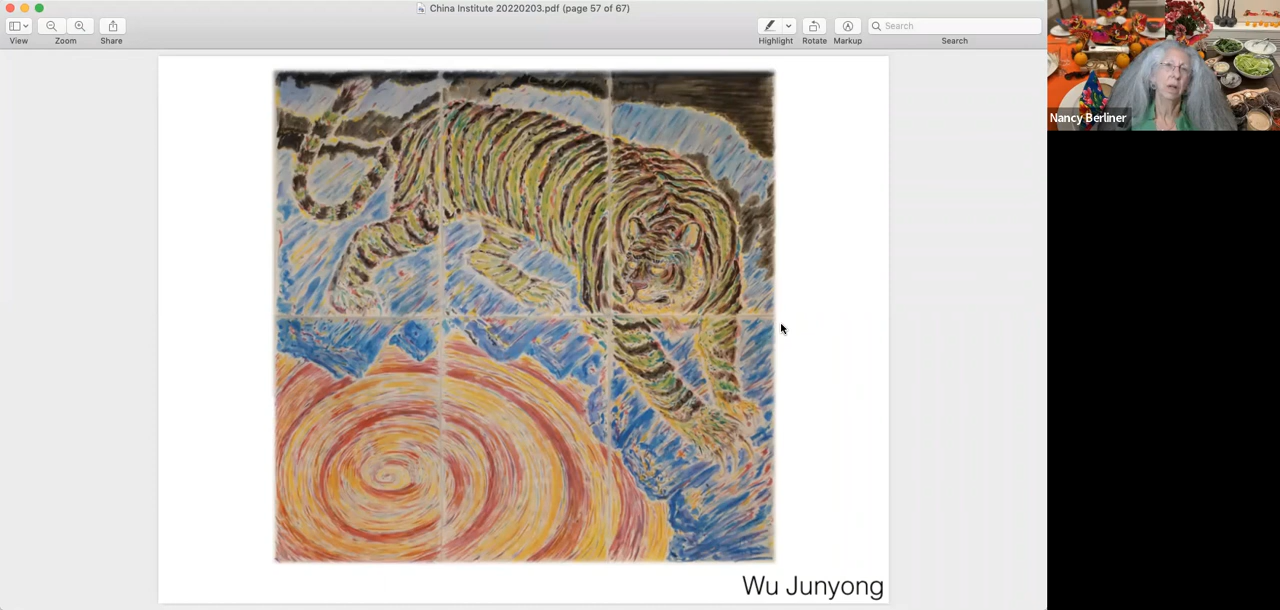 China Institute 20220203.pdf (page 57 of 67)
View
Zoom
Share
Highlight
Rotate
Markup
Search
Search
Nancy Berliner
Wu Junyong